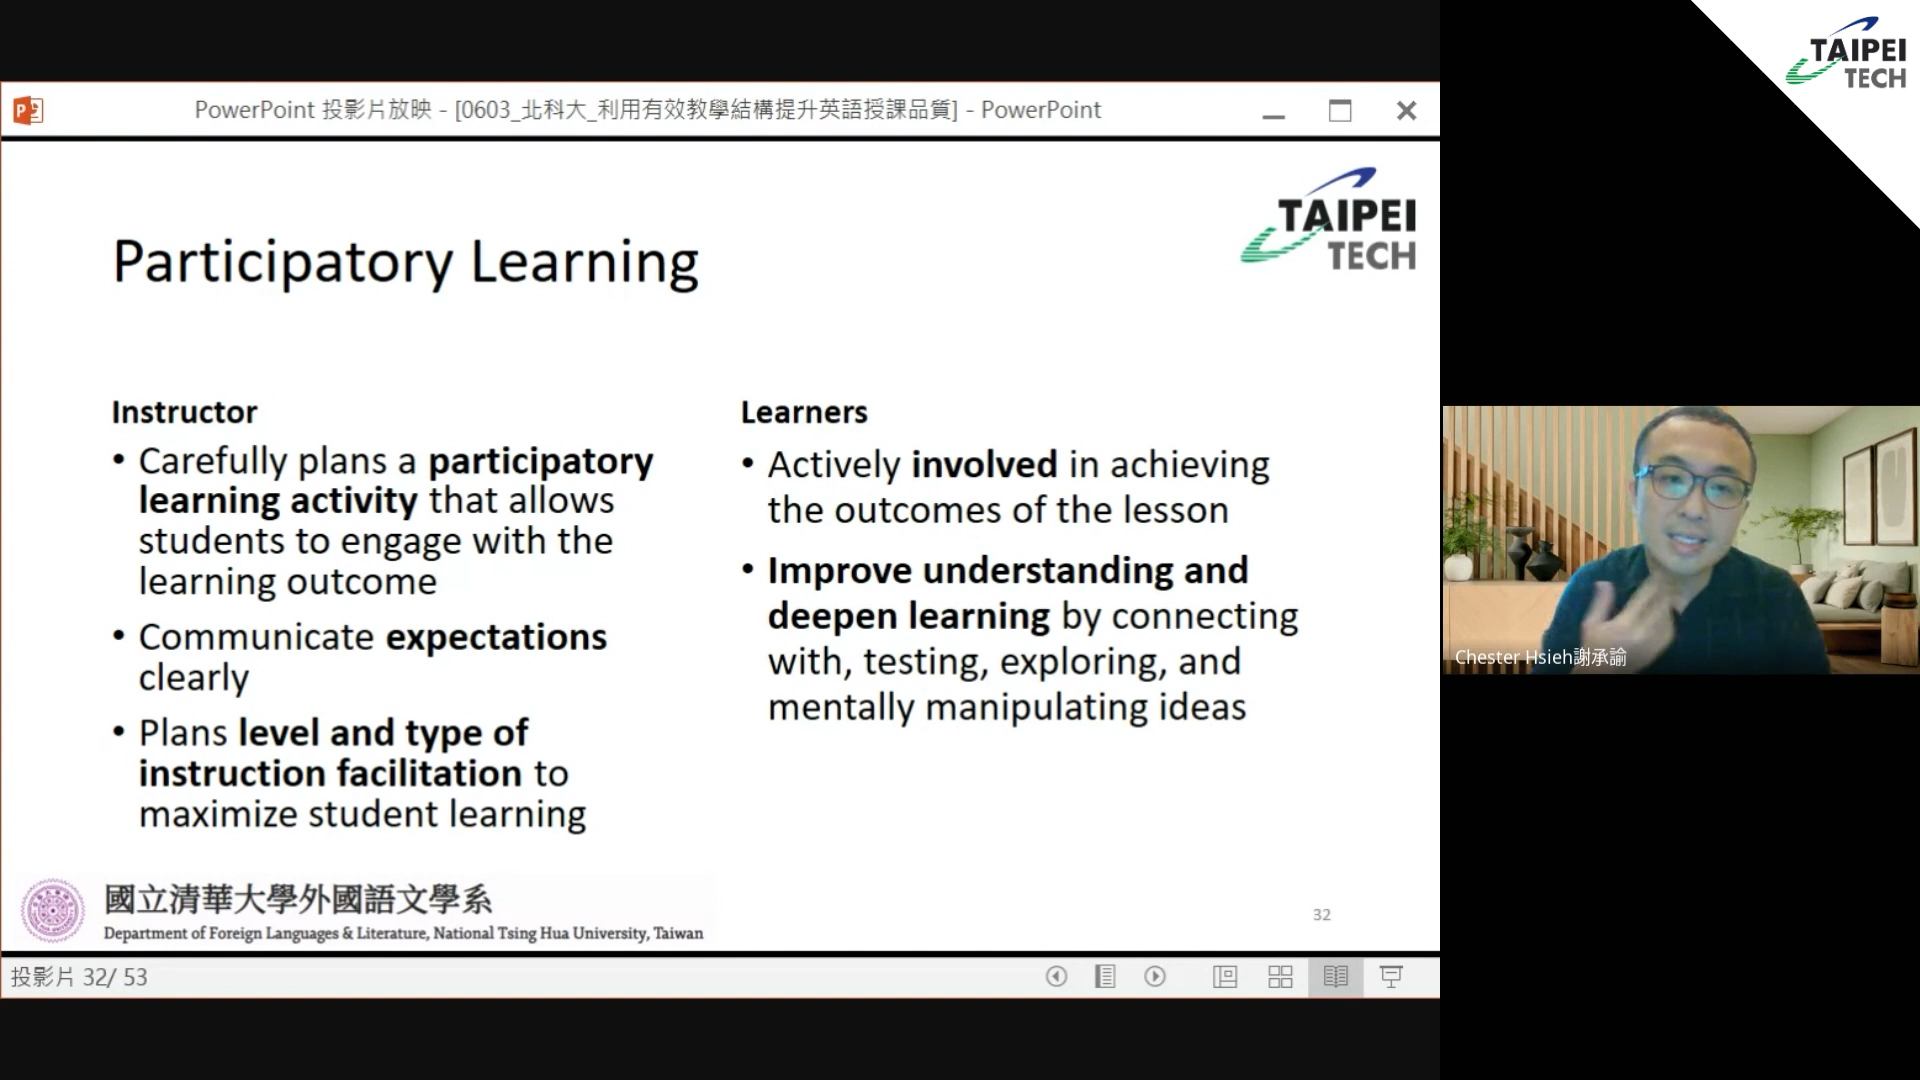 PowerPoint 投影片放映 - [0603_北科大_利用有效教學結構提升英語授課品質] - PowerPoint
TAIPEI
TECH
Participatory Learning
Instructor
• Carefully plans a participatory
learning activity that allows
students to engage with the
learning outcome
• Communicate expectations
clearly
• Plans level and type of
instruction facilitation to
maximize student learning
Learners
• Actively involved in achieving
the outcomes of the lesson
• Improve understanding and
deepen learning by connecting
with, testing, exploring, and
mentally manipulating ideas
國立清華大學外國語文學系
Department of Foreign Languages & Literature, National Tsing Hua University, Taiwan
32
投影片 32/ 53
TAIPEI
TECH
Chester Hsieh謝承諭